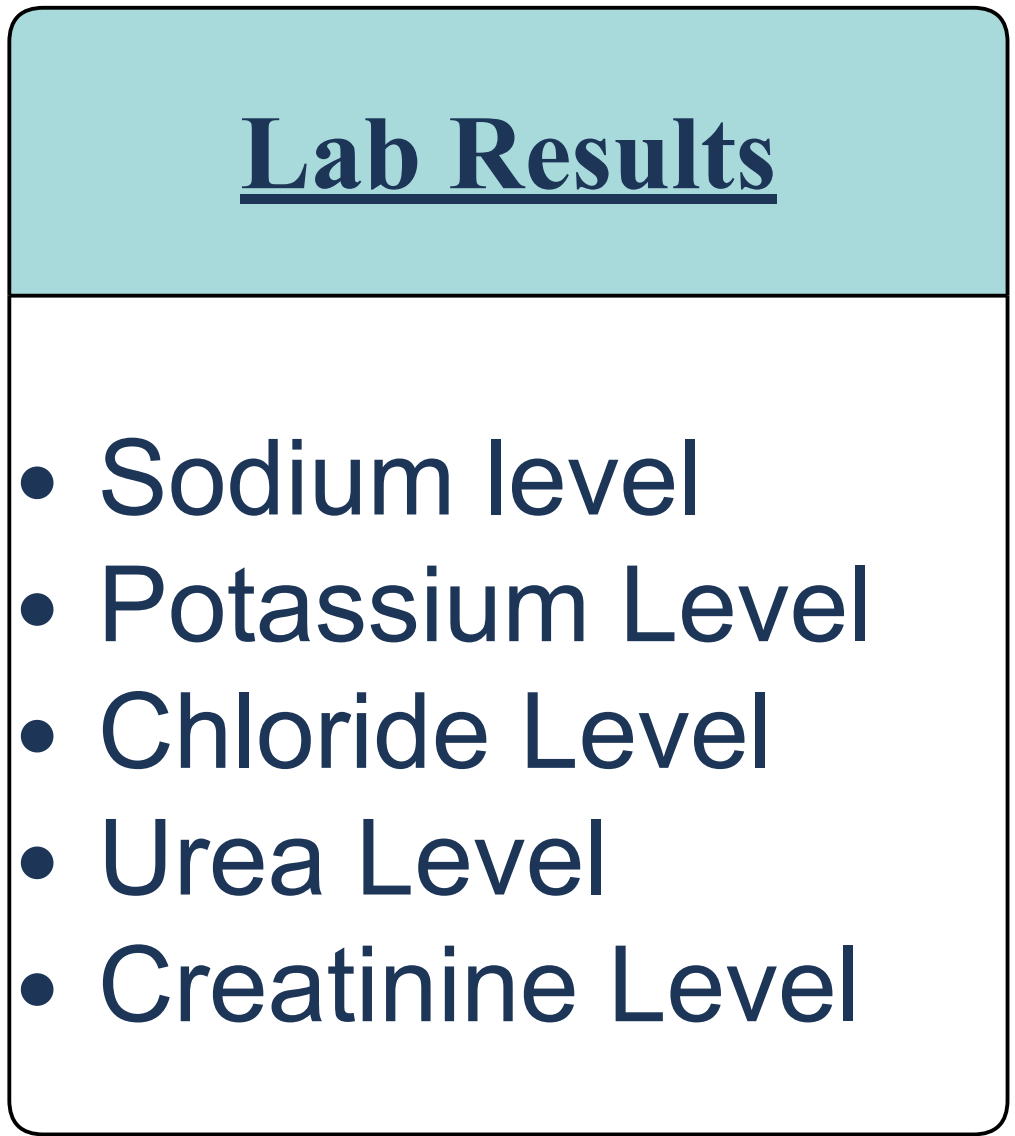 Lab Results
• Sodium level
• Potassium Level
• Chloride Level
• Urea Level
• Creatinine Level